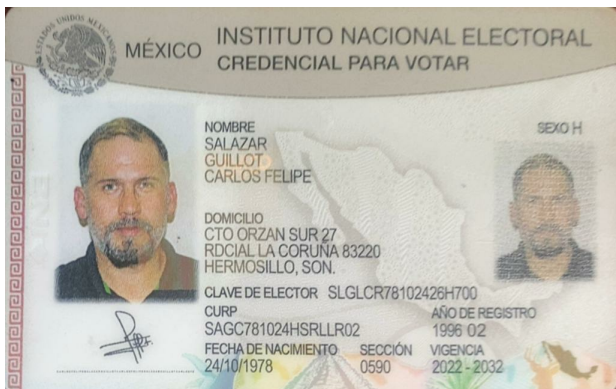 MÉXICO INSTITUTO NACIONAL ELECTORAL
CREDENCIAL PARA VOTAR
NOMBRE SEXO H
SALAZAR
GUILLOT
CARLOS FELIPE
DOMICILIO
CTO ORZAN SUR 27
RDCIAL LA CORUNA 83220
HERMOSILLO, SON.
CLAVE DE ELECTOR SLGLCR78102426H700
CURP AÑO DE REGISTRO
SAGC781024HSRLLR02 1996 02
FECHA DE NACIMIENTO SECCIÓN VIGENCIA
24/10/1978 0590 2022 - 2032